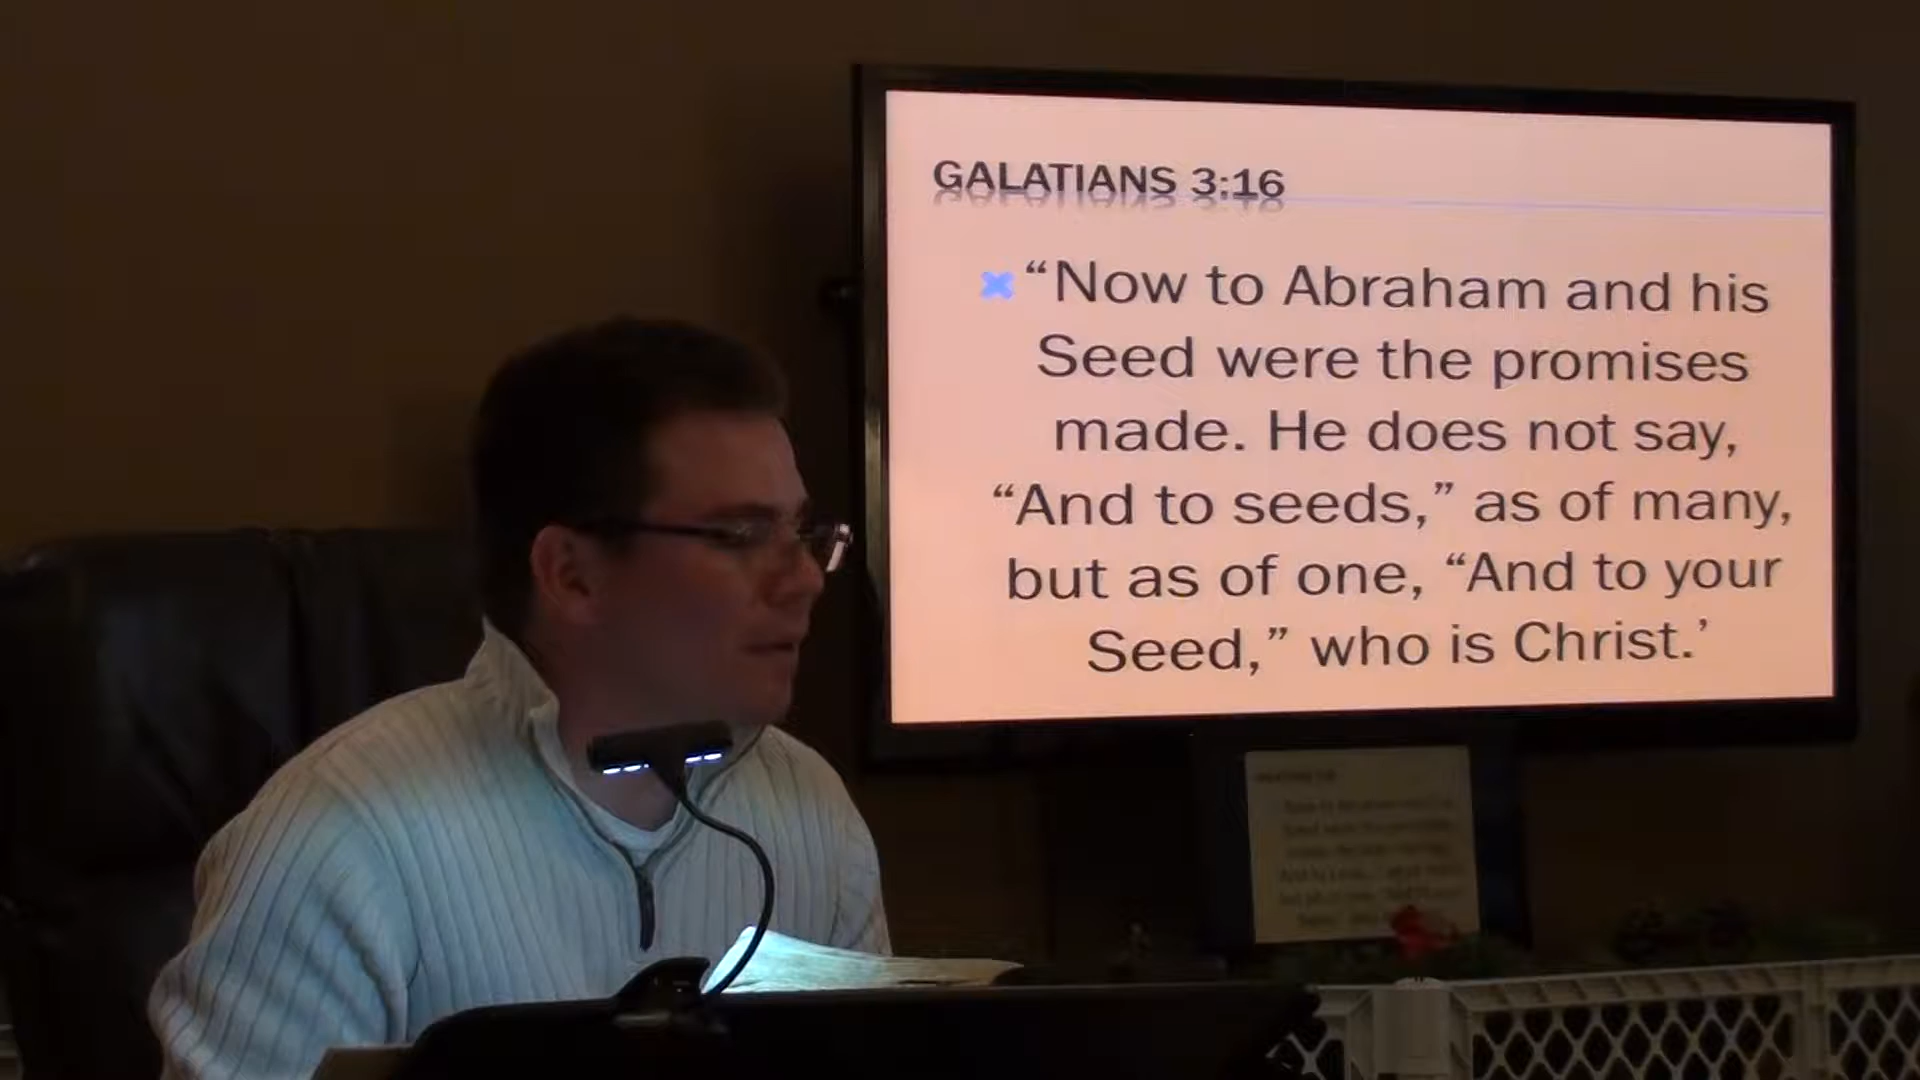 GALATIANS 3:16
“Now to Abraham and his
Seed were the promises
made. He does not say,
“And to seeds,” as of many,
but as of one, “And to your
Seed,” who is Christ.’